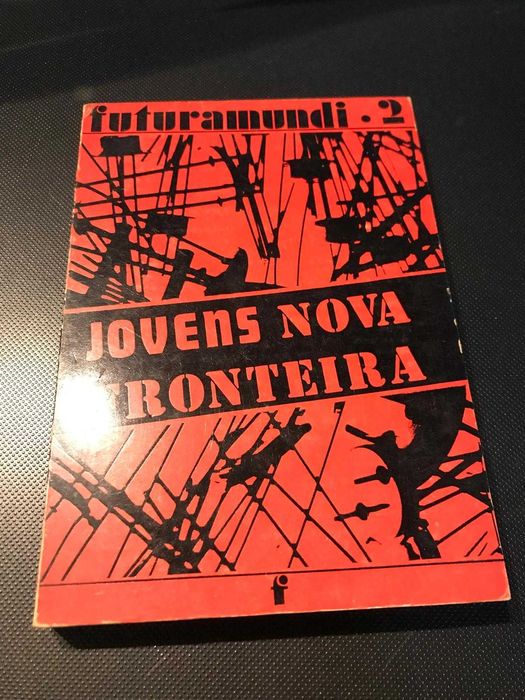 futuramundi . 2
JOVENS NOVA
FRONTEIRA
f